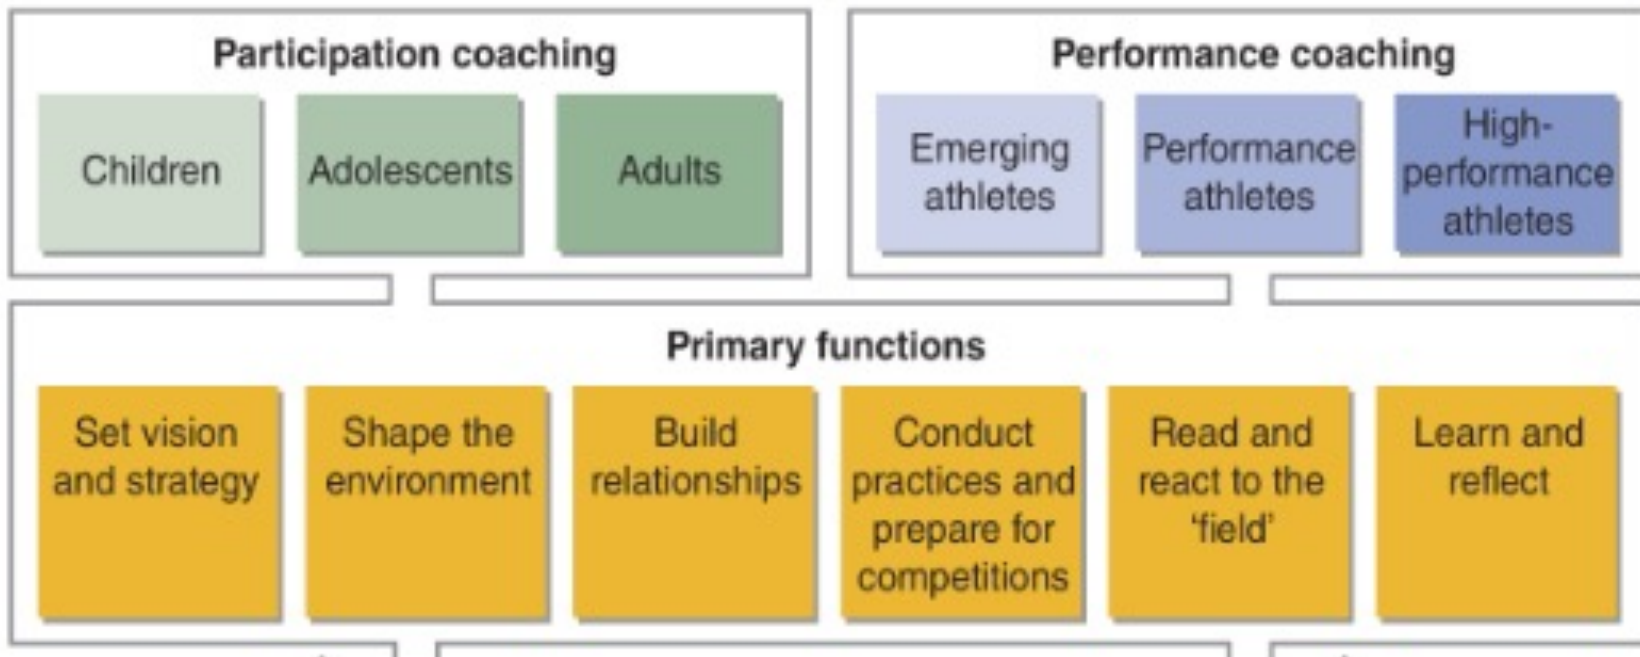 Participation coaching
Children
Adolescents
Adults
Performance coaching
Emerging
athletes
Performance
athletes
High-
performance
athletes
Primary functions
Set vision
and strategy
Shape the
environment
Build
relationships
Conduct
practices and
prepare for
competitions
Read and
react to the
‘field’
Learn and
reflect